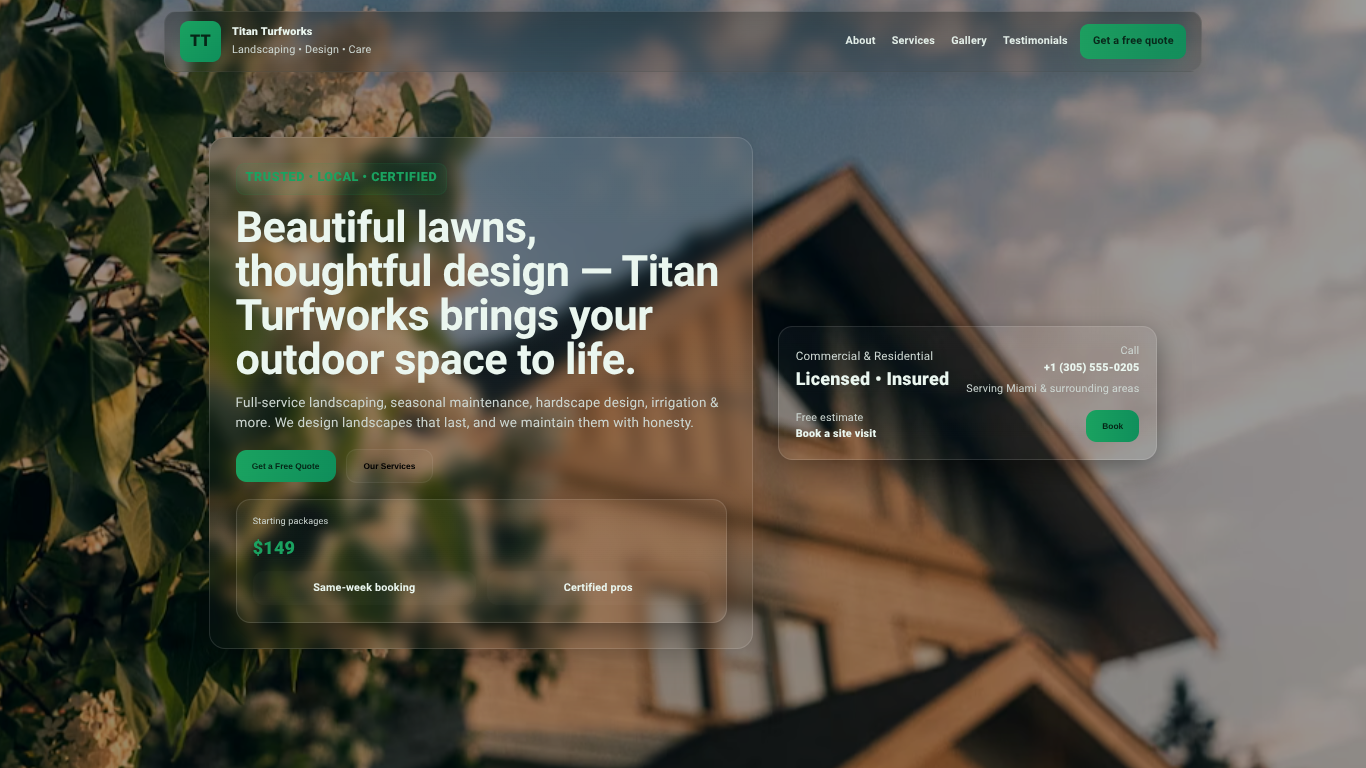 TT
Titan Turfworks
Landscaping • Design • Care
About
Services
Gallery
Testimonials
Get a free quote
TRUSTED • LOCAL • CERTIFIED
Beautiful lawns,
thoughtful design — Titan
Turfworks brings your
outdoor space to life.
Full-service landscaping, seasonal maintenance, hardscape design, irrigation &
more. We design landscapes that last, and we maintain them with honesty.
Get a Free Quote
Our Services
Starting packages
$149
Same-week booking
Certified pros
Commercial & Residential
Licensed • Insured
Call
+1 (305) 555-0205
Serving Miami & surrounding areas
Free estimate
Book a site visit
Book